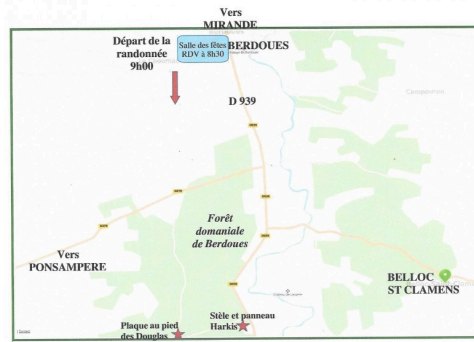 Vers
MIRANDE
Départ de la
randonnée
9h00
Salle des fêtes
RDV à 8h30
BERDOUES
D 939
Forêt
domaniale
de Berdoues
Vers
PONSAMPERE
BELLOC
ST CLAMENS
Stèle et panneau
Harkis
Plaque au pied
des Douglas